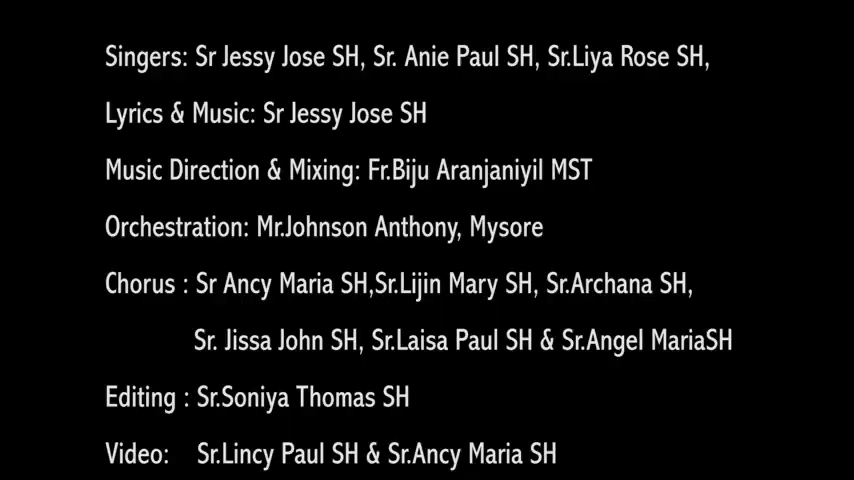 Singers: Sr Jessy Jose SH, Sr. Anie Paul SH, Sr.Liya Rose SH,
Lyrics & Music: Sr Jessy Jose SH
Music Direction & Mixing: Fr.Biju Aranjaniyil MST
Orchestration: Mr.Johnson Anthony, Mysore
Chorus : Sr Ancy Maria SH,Sr.Lijin Mary SH, Sr.Archana SH,
Sr. Jissa John SH, Sr.Laisa Paul SH & Sr.Angel MariaSH
Editing : Sr.Soniya Thomas SH
Video: Sr.Lincy Paul SH & Sr.Ancy Maria SH